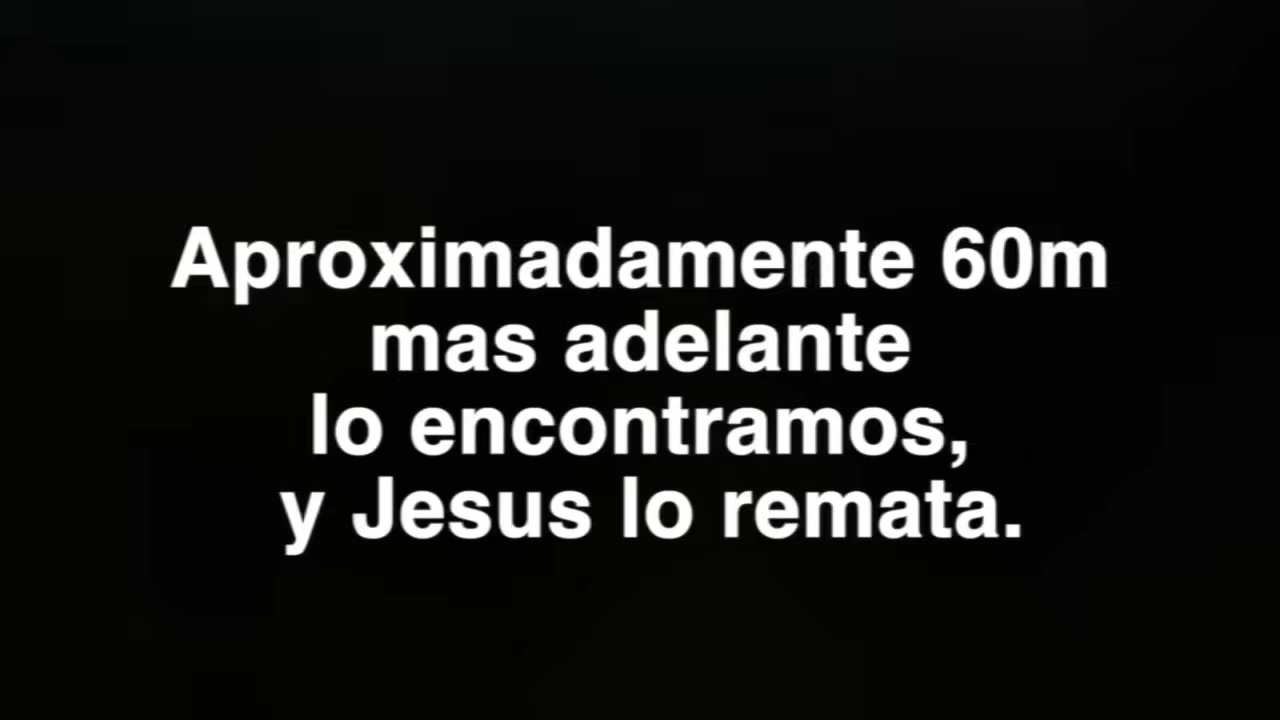 Aproximadamente 60m
mas adelante
lo encontramos,
y Jesus lo remata.